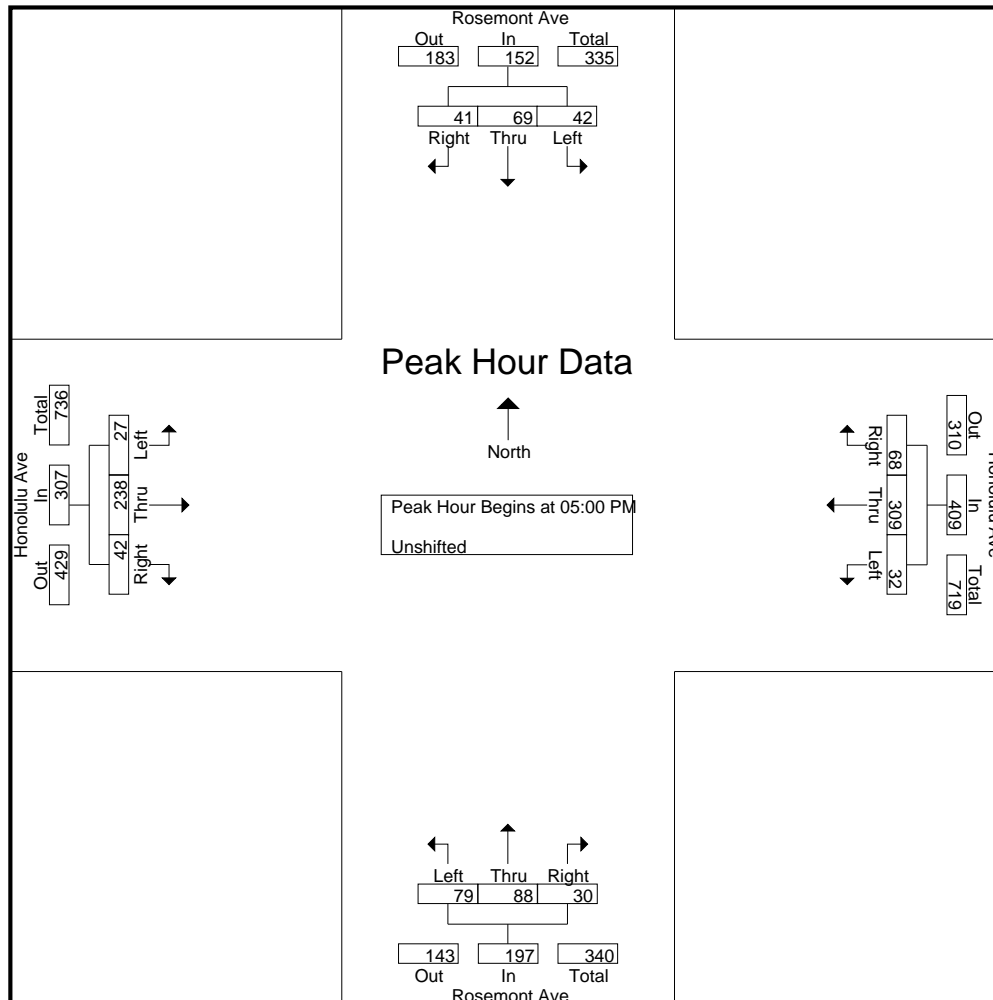 Rosemont Ave
Out In Total
183 152 335
41 69 42
Right Thru Left
Peak Hour Data
North
Peak Hour Begins at 05:00 PM
Unshifted
Honolulu Ave
Total In Out
736 307 429
27 238 42
Left Thru Right
Right Thru Left
68 309 32
310 409 719
Out In Total
Honolulu Ave
Left Thru Right
79 88 30
143 197 340
Out In Total
Rosemont Ave